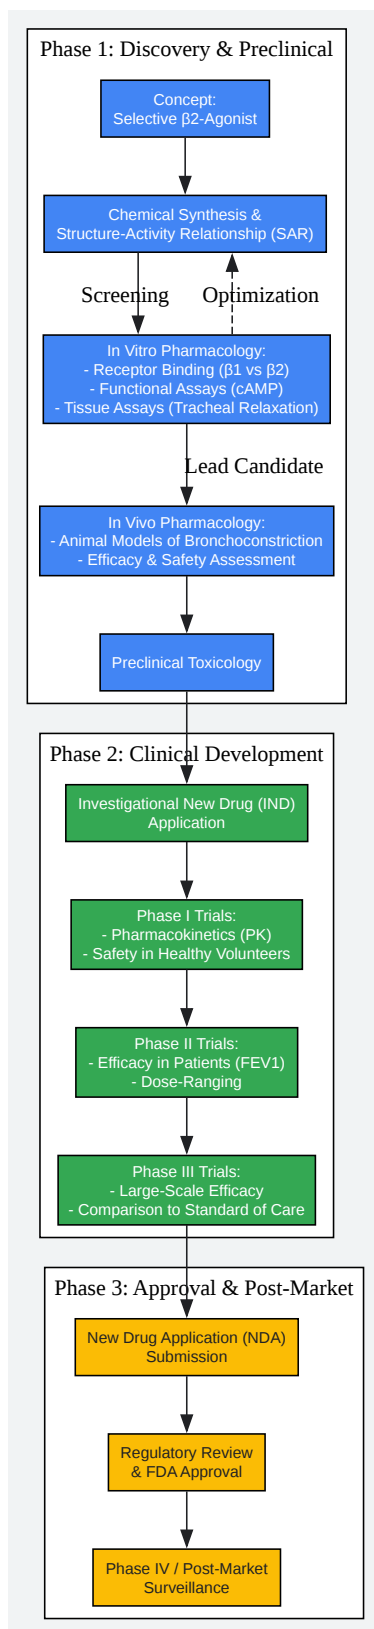 Phase 1: Discovery & Preclinical
Concept:
Selective β2-Agonist
Chemical Synthesis &
Structure-Activity Relationship (SAR)
Screening
Optimization
In Vitro Pharmacology:
- Receptor Binding (β1 vs β2)
- Functional Assays (cAMP)
- Tissue Assays (Tracheal Relaxation)
Lead Candidate
In Vivo Pharmacology:
- Animal Models of Bronchoconstriction
- Efficacy & Safety Assessment
Preclinical Toxicology
Phase 2: Clinical Development
Investigational New Drug (IND)
Application
Phase I Trials:
- Pharmacokinetics (PK)
- Safety in Healthy Volunteers
Phase II Trials:
- Efficacy in Patients (FEV1)
- Dose-Ranging
Phase III Trials:
- Large-Scale Efficacy
- Comparison to Standard of Care
Phase 3: Approval & Post-Market
New Drug Application (NDA)
Submission
Regulatory Review
& FDA Approval
Phase IV / Post-Market
Surveillance